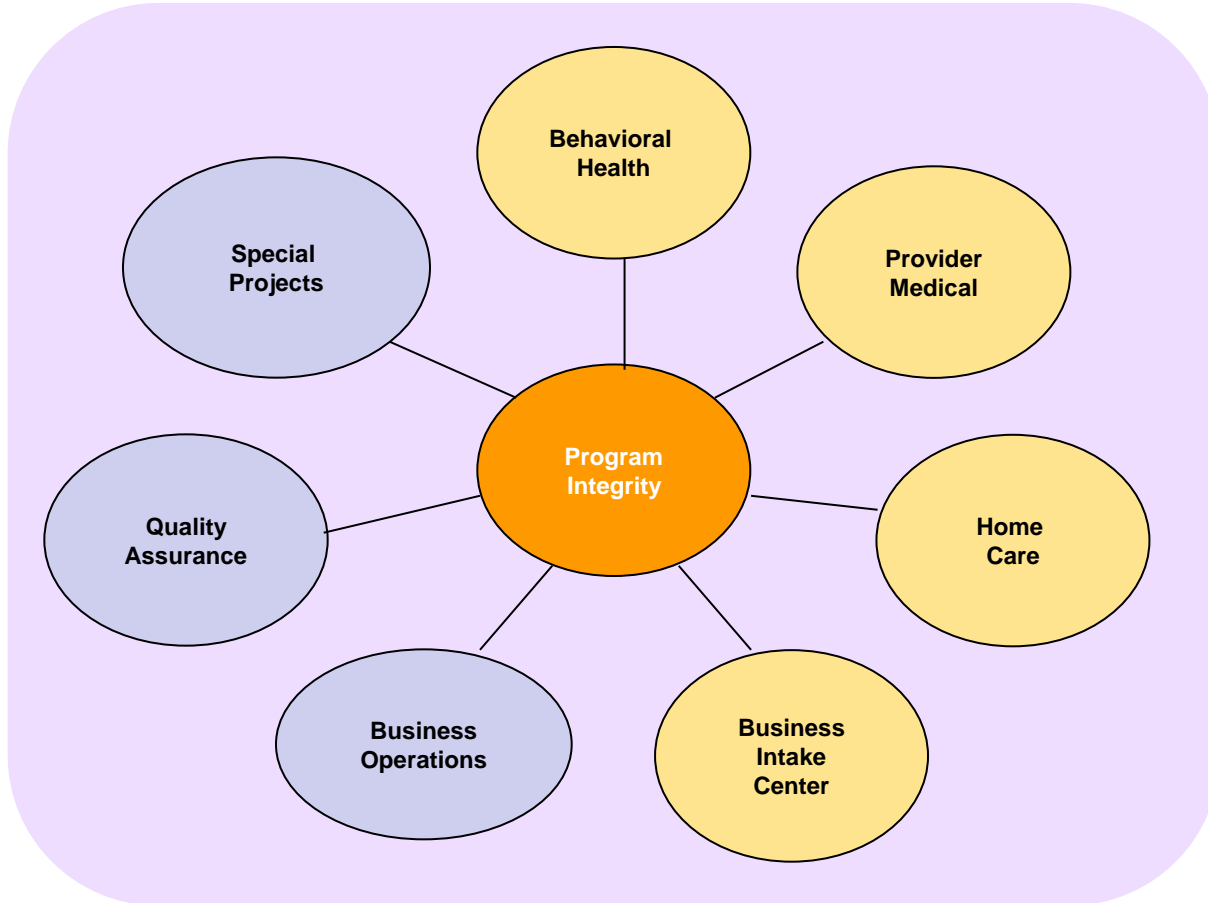 Behavioral
Health
Special
Projects
Provider
Medical
Program
Integrity
Quality
Assurance
Home
Care
Business
Operations
Business
Intake
Center